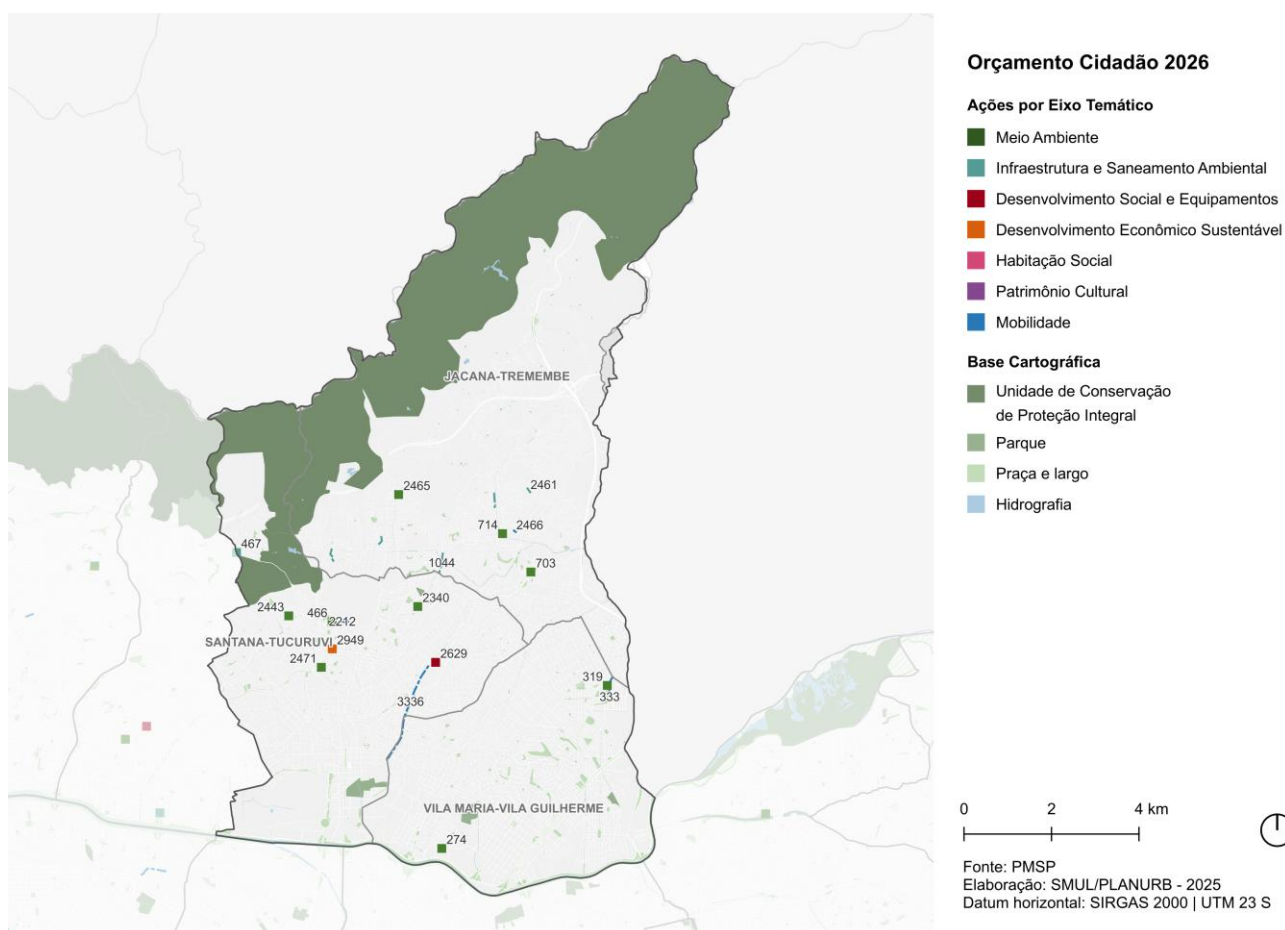 Orçamento Cidadão 2026
Ações por Eixo Temático
Meio Ambiente
Infraestrutura e Saneamento Ambiental
Desenvolvimento Social e Equipamentos
Desenvolvimento Econômico Sustentável
Habitação Social
Patrimônio Cultural
Mobilidade
Base Cartográfica
Unidade de Conservação
de Proteção Integral
Parque
Praça e largo
Hidrografia
JACANA-TREMEMBE
2465
2461
714
2466
467
1044
703
2443
466
2212
2340
SANTANA-TUCURUVI
2949
2471
2629
3336
319
333
VILA MARIA-VILA GUILHERME
274
0
2
4 km
Fonte: PMSP
Elaboração: SMUL/PLANURB - 2025
Datum horizontal: SIRGAS 2000 | UTM 23 S